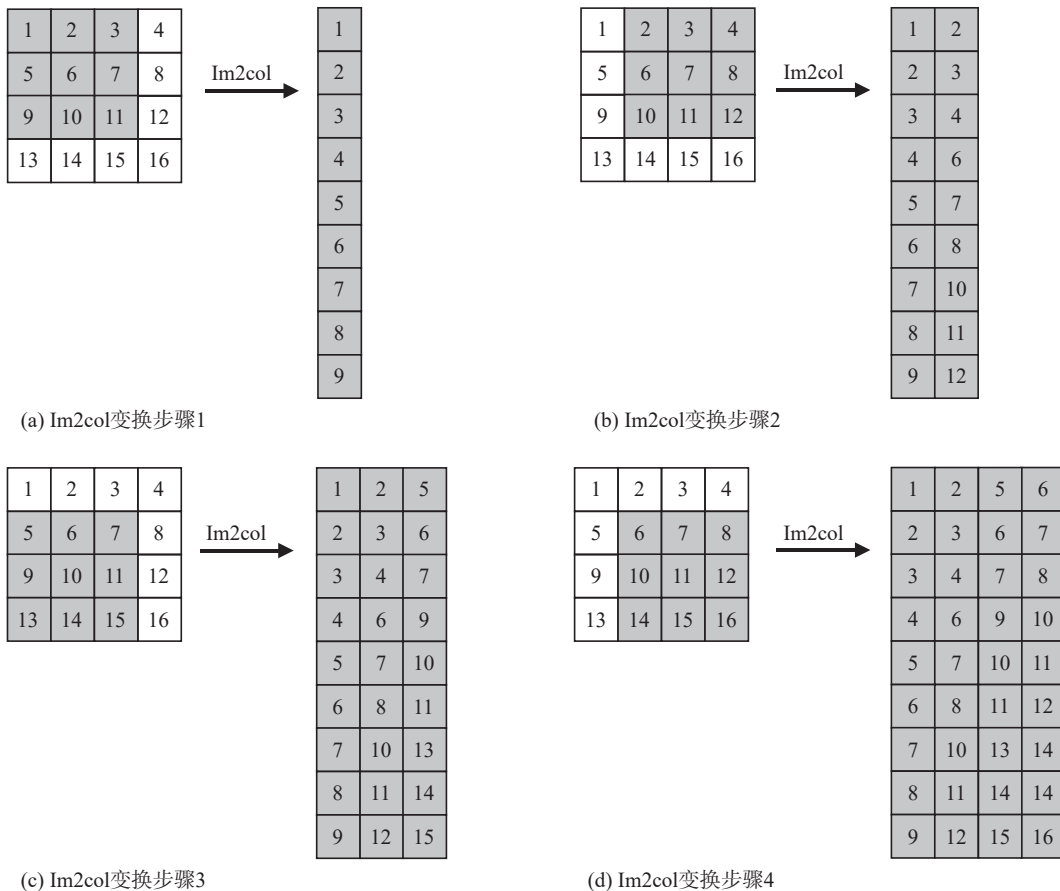 1 2 3 4
5 6 7 8
9 10 11 12
13 14 15 16
Im2col
1
2
3
4
5
6
7
8
9
(a) Im2col变换步骤1
1 2 3 4
5 6 7 8
9 10 11 12
13 14 15 16
Im2col
1 2
2 3
3 4
4 6
5 7
6 8
7 10
8 11
9 12
(b) Im2col变换步骤2
1 2 3 4
5 6 7 8
9 10 11 12
13 14 15 16
Im2col
1 2 5
2 3 6
3 4 7
4 6 9
5 7 10
6 8 11
7 10 13
8 11 14
9 12 15
(c) Im2col变换步骤3
1 2 3 4
5 6 7 8
9 10 11 12
13 14 15 16
Im2col
1 2 5 6
2 3 6 7
3 4 7 8
4 6 9 10
5 7 10 11
6 8 11 12
7 10 13 14
8 11 14 14
9 12 15 16
(d) Im2col变换步骤4